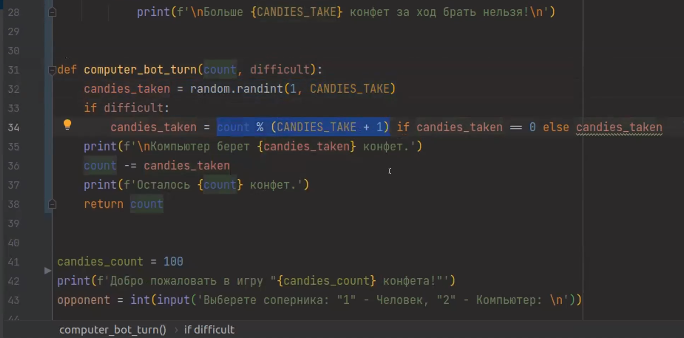 28 print(f'\nБольше {CANDIES_TAKE} конфет за ход брать нельзя!\n')
29
30
31 def computer_bot_turn(count, difficult):
32 candies_taken = random.randint(1, CANDIES_TAKE)
33 if difficult:
34 candies_taken = count % (CANDIES_TAKE + 1) if candies_taken == 0 else candies_taken
35 print(f'\nКомпьютер берет {candies_taken} конфет.')
36 count -= candies_taken
37 print(f'Осталось {count} конфет.')
38 return count
39
40
41 candies_count = 100
42 print(f'Добро пожаловать в игру "{candies_count} конфета!"')
43 opponent = int(input('Выберете соперника: "1" - Человек, "2" - Компьютер: \n'))
computer_bot_turn() › if difficult